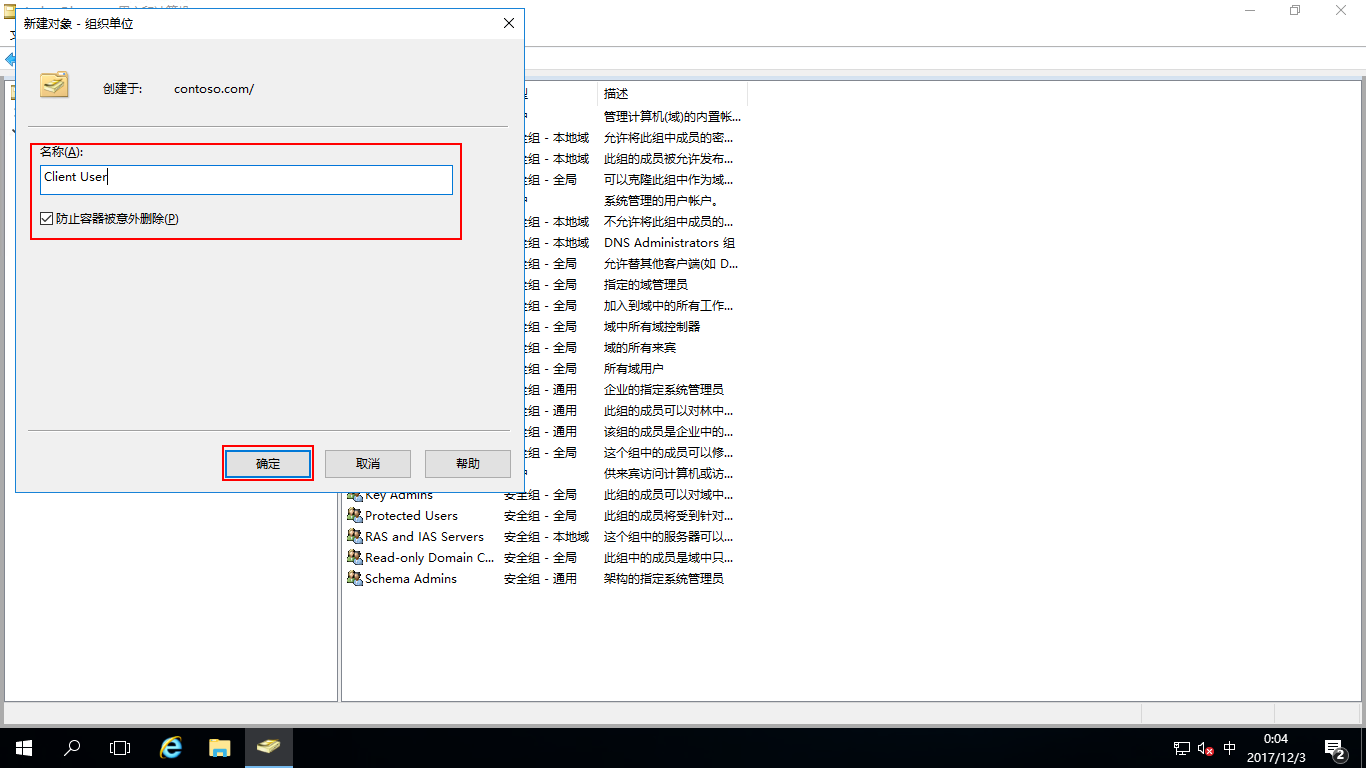 新建对象 - 组织单位
创建于:
contoso.com/
名称(A):
Client User
防止容器被意外删除(P)
确定
取消
帮助
描述
管理计算机(域)的内置帐...
全组 - 本地域 允许将此组中成员的密...
全组 - 本地域 此组的成员被允许发布...
全组 - 全局 可以克隆此组中作为域...
系统管理的用户帐户。
全组 - 本地域 不允许将此组中成员的...
全组 - 本地域 DNS Administrators 组
全组 - 全局 允许替其他客户端(如 D...
全组 - 全局 指定的域管理员
全组 - 全局 加入到域中的所有工作...
全组 - 全局 域中所有域控制器
全组 - 全局 域的所有来宾
全组 - 全局 所有域用户
全组 - 通用 企业的指定系统管理员
全组 - 通用 此组的成员可以对林中...
全组 - 通用 该组的成员是企业中的...
全组 - 全局 这个组中的成员可以修...
供来宾访问计算机或访...
Key Admins 安全组 - 全局 此组的成员可以对域中...
Protected Users 安全组 - 全局 此组的成员将受到针对...
RAS and IAS Servers 安全组 - 本地域 这个组中的服务器可以...
Read-only Domain C... 安全组 - 全局 此组中的成员是域中只...
Schema Admins 安全组 - 通用 架构的指定系统管理员
中
0:04
2017/12/3
2